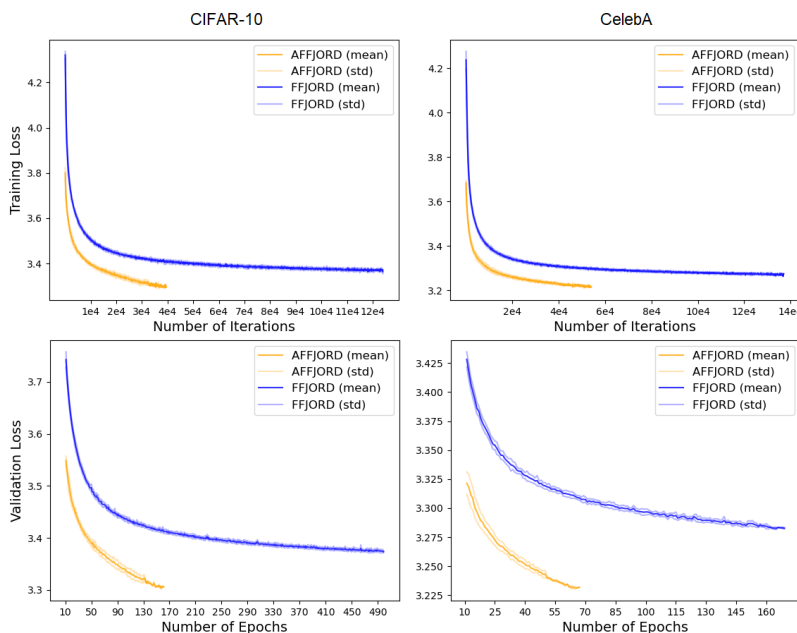 CIFAR-10
CelebA
AFFJORD (mean)
AFFJORD (std)
FFJORD (mean)
FFJORD (std)
4.2
4.0
3.8
3.6
3.4
Training Loss
1e4 2e4 3e4 4e4 5e4 6e4 7e4 8e4 9e4 10e4 11e4 12e4
Number of Iterations
AFFJORD (mean)
AFFJORD (std)
FFJORD (mean)
FFJORD (std)
4.2
4.0
3.8
3.6
3.4
3.2
2e4 4e4 6e4 8e4 10e4 12e4 14e
Number of Iterations
AFFJORD (mean)
AFFJORD (std)
FFJORD (mean)
FFJORD (std)
3.7
3.6
3.5
3.4
3.3
Validation Loss
10 50 90 130 170 210 250 290 330 370 410 450 490
Number of Epochs
AFFJORD (mean)
AFFJORD (std)
FFJORD (mean)
FFJORD (std)
3.425
3.400
3.375
3.350
3.325
3.300
3.275
3.250
3.225
10 25 40 55 70 85 100 115 130 145 160
Number of Epochs